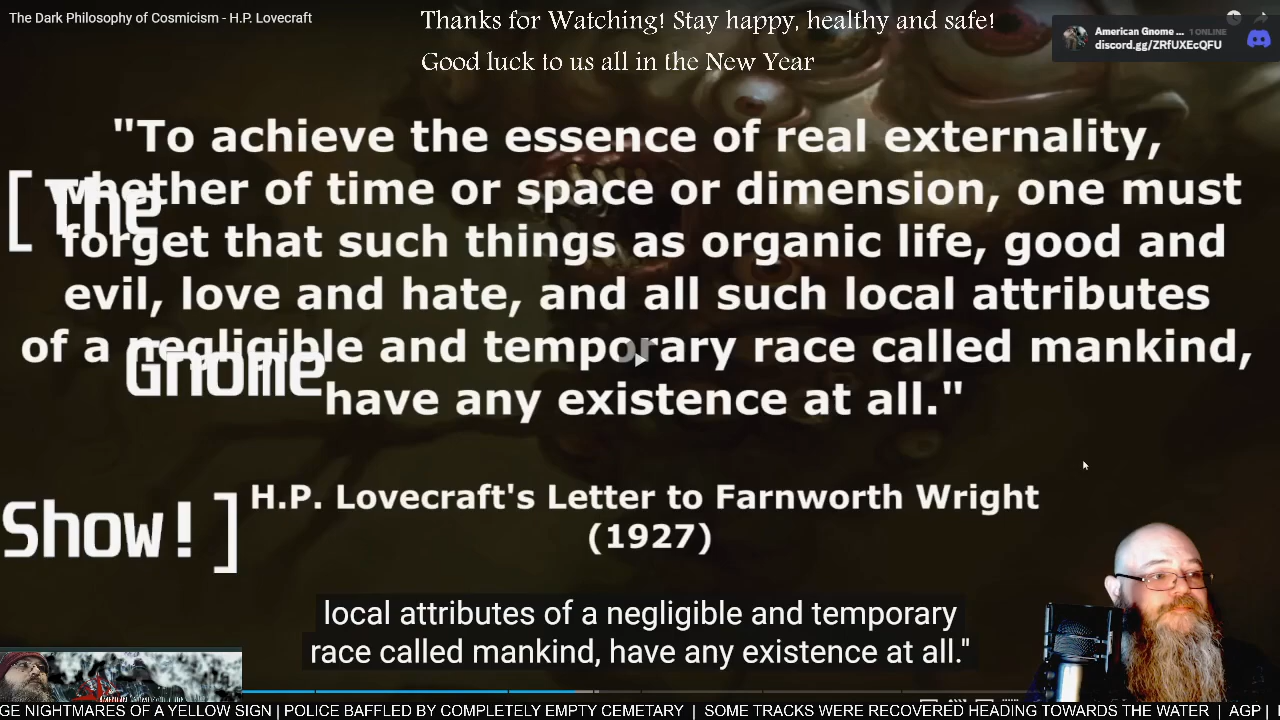 The Dark Philosophy of Cosmicism - H.P. Lovecraft
Thanks for Watching! Stay happy, healthy and safe!
Good luck to us all in the New Year
American Gnome ... 1 ONLINE
discord.gg/ZRfUXEcQFU
"To achieve the essence of real externality,
whether of time or space or dimension, one must
forget that such things as organic life, good and
evil, love and hate, and all such local attributes
of a negligible and temporary race called mankind,
have any existence at all."
[The
Gnome
Show!]
H.P. Lovecraft's Letter to Farnworth Wright
(1927)
local attributes of a negligible and temporary
race called mankind, have any existence at all."
GE NIGHTMARES OF A YELLOW SIGN | POLICE BAFFLED BY COMPLETELY EMPTY CEMETARY | SOME TRACKS WERE RECOVERED HEADING TOWARDS THE WATER | AGP |